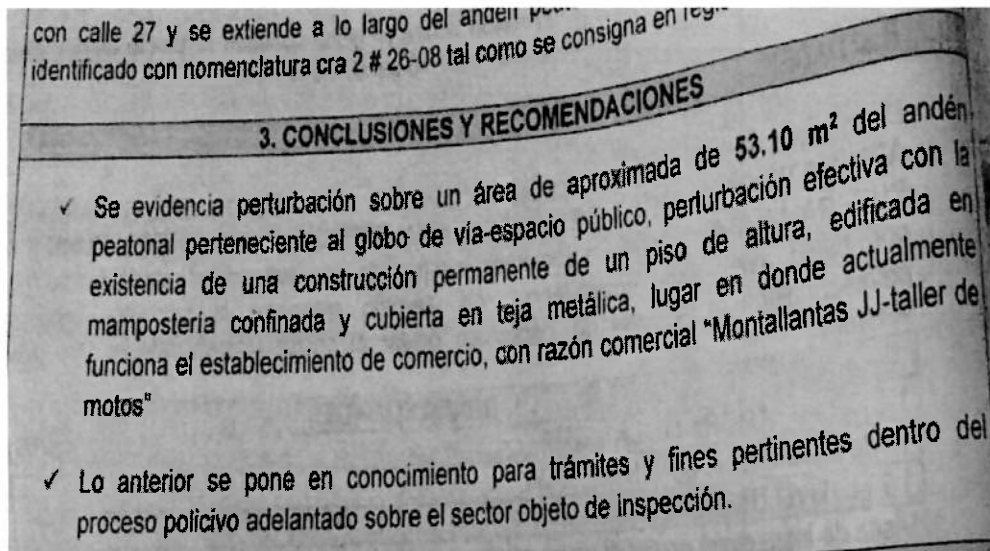 con calle 27 y se extiende a lo largo del andén
identificado con nomenclatura cra 2 # 26-08 tal como se consigna en
3. CONCLUSIONES Y RECOMENDACIONES
✓ Se evidencia perturbación sobre un área de aproximada de 53.10 m² del andén
peatonal perteneciente al globo de vía-espacio público, perturbación efectiva con la
existencia de una construcción permanente de un piso de altura, edificada en
mampostería confinada y cubierta en teja metálica, lugar en donde actualmente
funciona el establecimiento de comercio, con razón comercial "Montallantas JJ-taller de
motos"
✓ Lo anterior se pone en conocimiento para trámites y fines pertinentes dentro del
proceso policivo adelantado sobre el sector objeto de inspección.